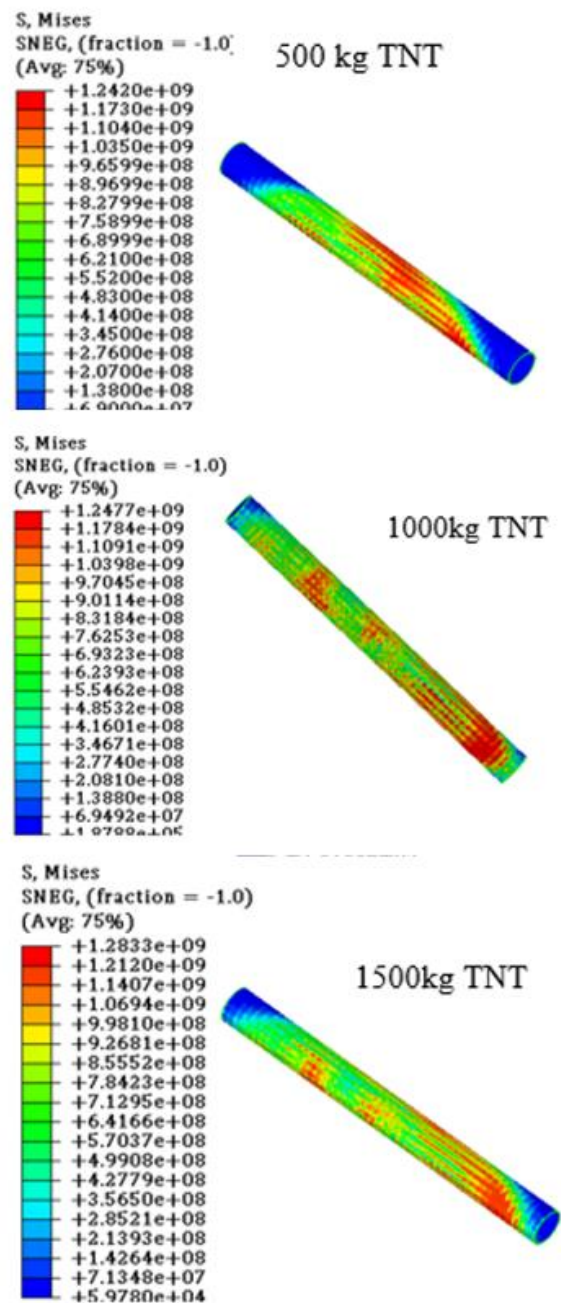 S, Mises
SNEG, (fraction = -1.0)
(Avg: 75%)
500 kg TNT
+1.2420e+09
+1.1730e+09
+1.1040e+09
+1.0350e+09
+9.6599e+08
+8.9699e+08
+8.2799e+08
+7.5899e+08
+6.8999e+08
+6.2100e+08
+5.5200e+08
+4.8300e+08
+4.1400e+08
+3.4500e+08
+2.7600e+08
+2.0700e+08
+1.3800e+08
+6.9000e+07
S, Mises
SNEG, (fraction = -1.0)
(Avg: 75%)
1000kg TNT
+1.2477e+09
+1.1784e+09
+1.1091e+09
+1.0398e+09
+9.7045e+08
+9.0114e+08
+8.3184e+08
+7.6253e+08
+6.9323e+08
+6.2393e+08
+5.5462e+08
+4.8532e+08
+4.1601e+08
+3.4671e+08
+2.7740e+08
+2.0810e+08
+1.3880e+08
+6.9492e+07
+1.8788e+05
S, Mises
SNEG, (fraction = -1.0)
(Avg: 75%)
1500kg TNT
+1.2833e+09
+1.2120e+09
+1.1407e+09
+1.0694e+09
+9.9810e+08
+9.2681e+08
+8.5552e+08
+7.8423e+08
+7.1295e+08
+6.4166e+08
+5.7037e+08
+4.9908e+08
+4.2779e+08
+3.5650e+08
+2.8521e+08
+2.1393e+08
+1.4264e+08
+7.1348e+07
+5.9780e+04